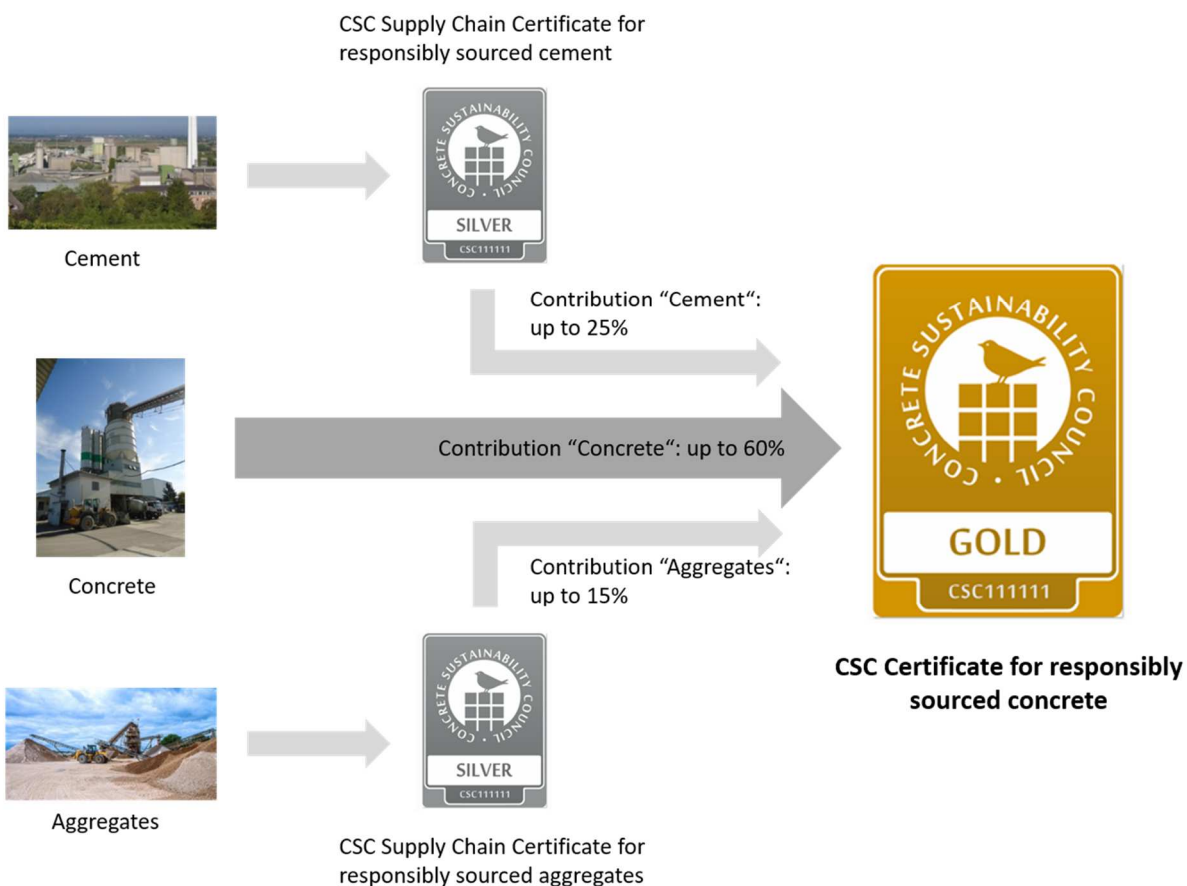 CSC Supply Chain Certificate for
responsibly sourced cement
CONCRETE SUSTAINABILITY COUNCIL ·
SILVER
CSC111111
Cement
Contribution “Cement“:
up to 25%
Contribution “Concrete“: up to 60%
Concrete
CONCRETE SUSTAINABILITY COUNCIL ·
GOLD
CSC111111
CSC Certificate for responsibly
sourced concrete
Contribution “Aggregates“:
up to 15%
CONCRETE SUSTAINABILITY COUNCIL ·
SILVER
CSC111111
Aggregates
CSC Supply Chain Certificate for
responsibly sourced aggregates